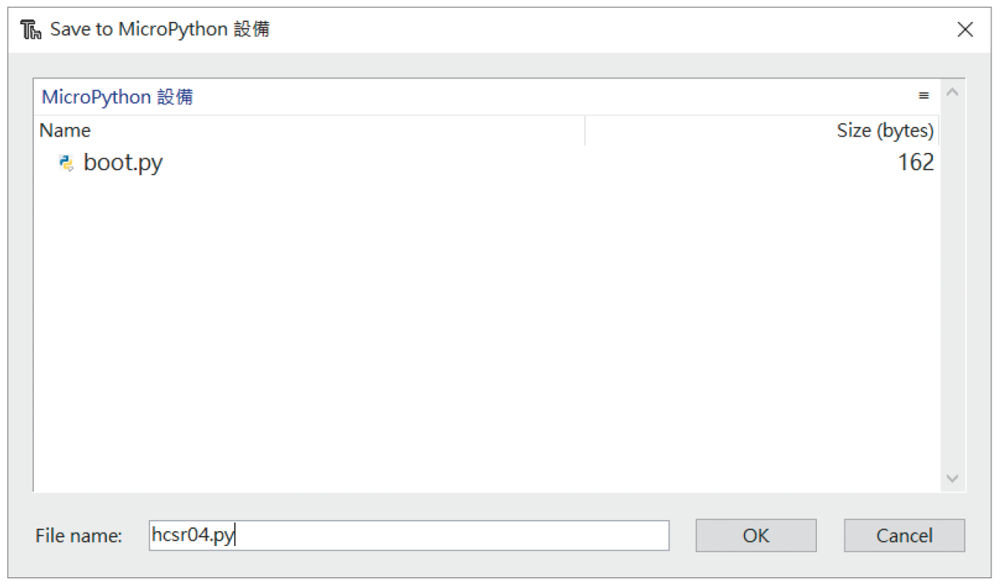 Save to MicroPython 設備
MicroPython 設備
Name Size (bytes)
boot.py 162
File name: hcsr04.py OK Cancel